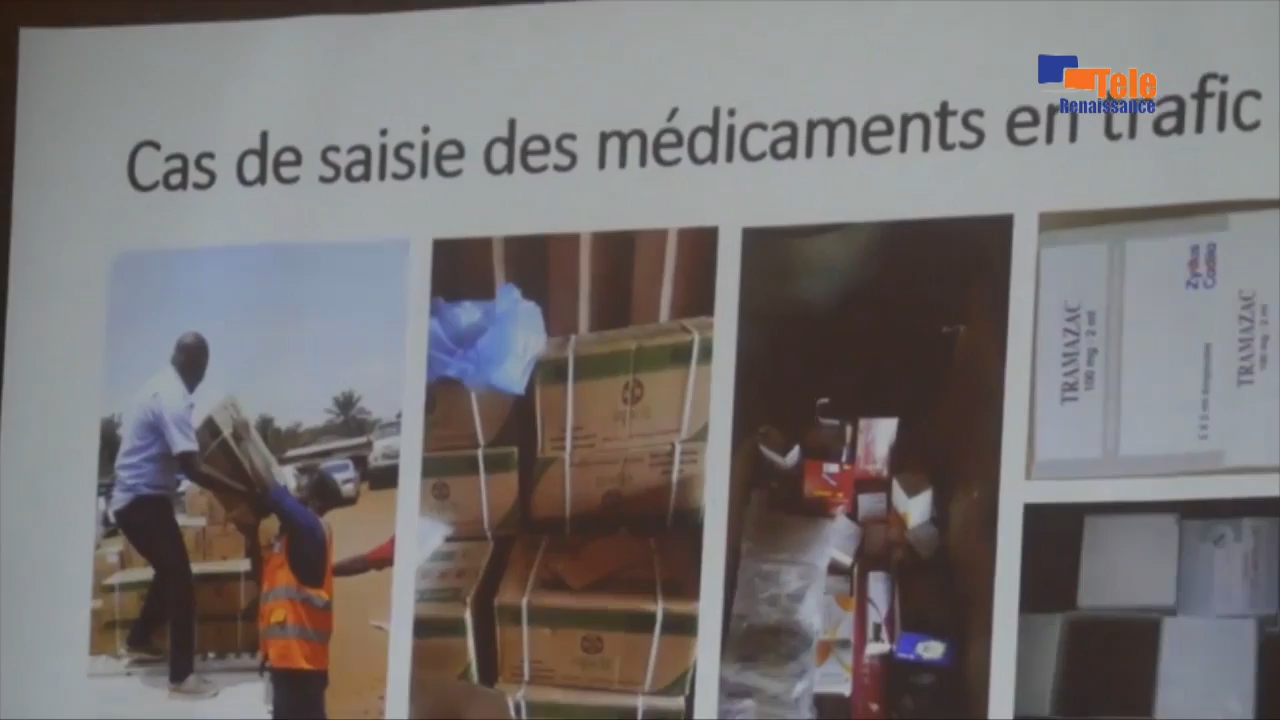 Tele
Renaissance
Cas de saisie des médicaments en trafic
Zydus
Cadila
TRAMAZAC
100 mg - 2 ml
TRAMAZAC
100 mg - 2 ml